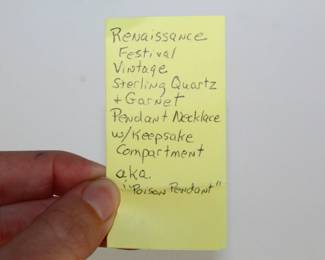 Renaissance
Festival
Vintage
Sterling Quartz
+ Garnet
Pendant Necklace
w/Keepsake
Compartment
a.k.a.
"Poison Pendant"